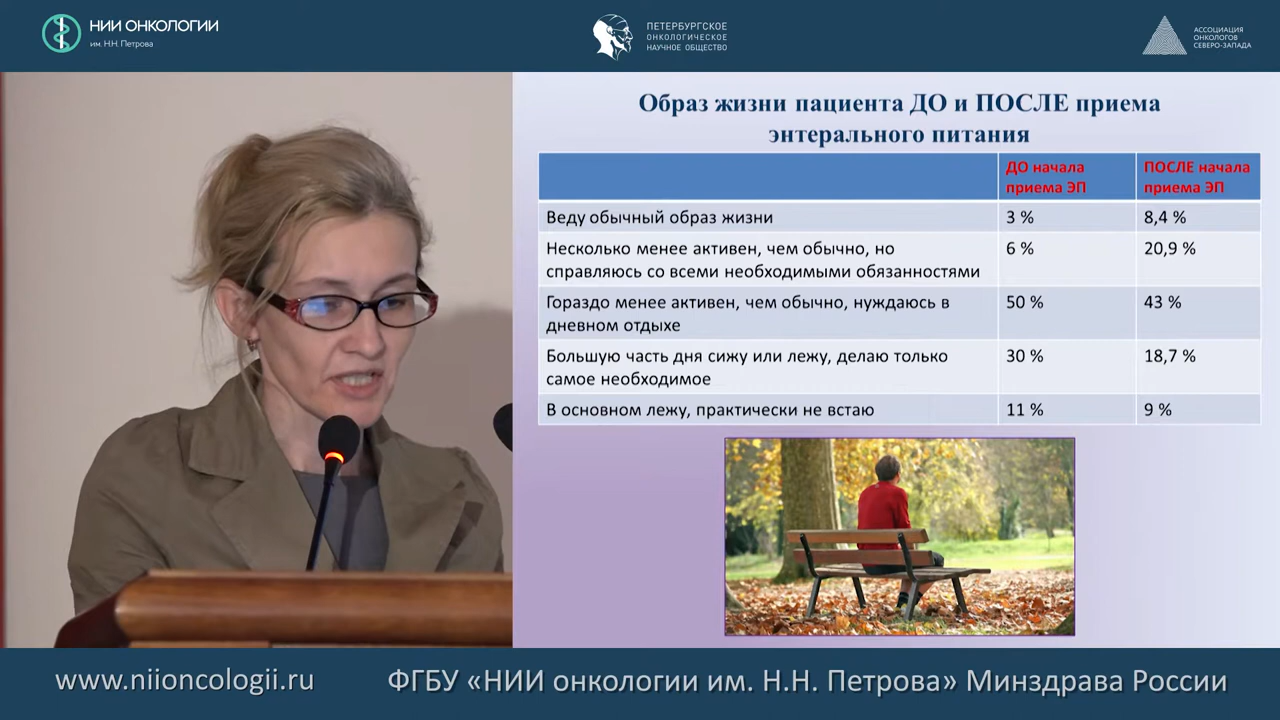 НИИ ОНКОЛОГИИ
им. Н.Н. Петрова
ПЕТЕРБУРГСКОЕ
ОНКОЛОГИЧЕСКОЕ
НАУЧНОЕ ОБЩЕСТВО
АССОЦИАЦИЯ
ОНКОЛОГОВ
СЕВЕРО-ЗАПАДА
Образ жизни пациента ДО и ПОСЛЕ приема
энтерального питания
ДО начала
приема ЭП
ПОСЛЕ начала
приема ЭП
Веду обычный образ жизни
3 %
8,4 %
Несколько менее активен, чем обычно, но
справляюсь со всеми необходимыми обязанностями
6 %
20,9 %
Гораздо менее активен, чем обычно, нуждаюсь в
дневном отдыхе
50 %
43 %
Большую часть дня сижу или лежу, делаю только
самое необходимое
30 %
18,7 %
В основном лежу, практически не встаю
11 %
9 %
www.niioncologii.ru
ФГБУ «НИИ онкологии им. Н.Н. Петрова» Минздрава России